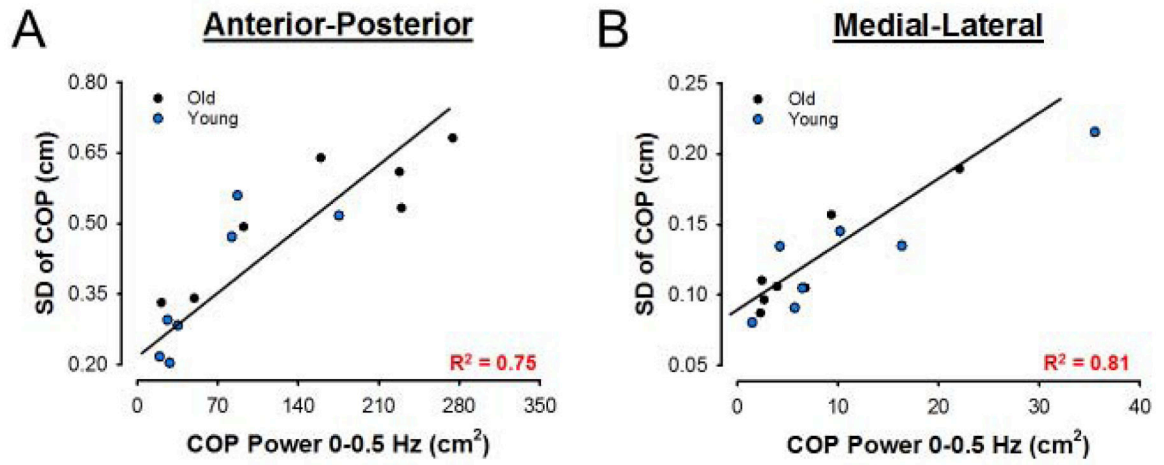 A
Anterior-Posterior
SD of COP (cm)
0.80
0.65
0.50
0.35
0.20
Old
Young
R² = 0.75
0 70 140 210 280 350
COP Power 0-0.5 Hz (cm²)
B
Medial-Lateral
SD of COP (cm)
0.25
0.20
0.15
0.10
0.05
Old
Young
R² = 0.81
0 10 20 30 40
COP Power 0-0.5 Hz (cm²)